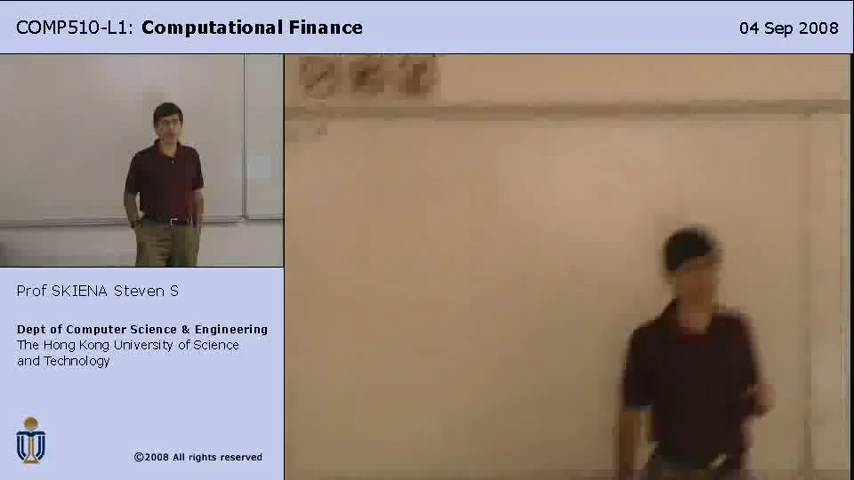 COMP510-L1: Computational Finance
04 Sep 2008
Prof SKIENA Steven S
Dept of Computer Science & Engineering
The Hong Kong University of Science
and Technology
©2008 All rights reserved